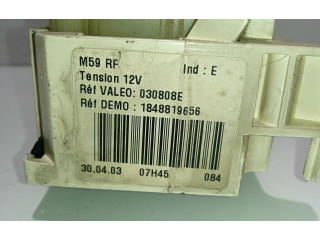 M59 RF Ind : E
Tension 12V
Réf VALEO: 030808E
Réf DEMO : 1848819656
30.04.03 07H45 084